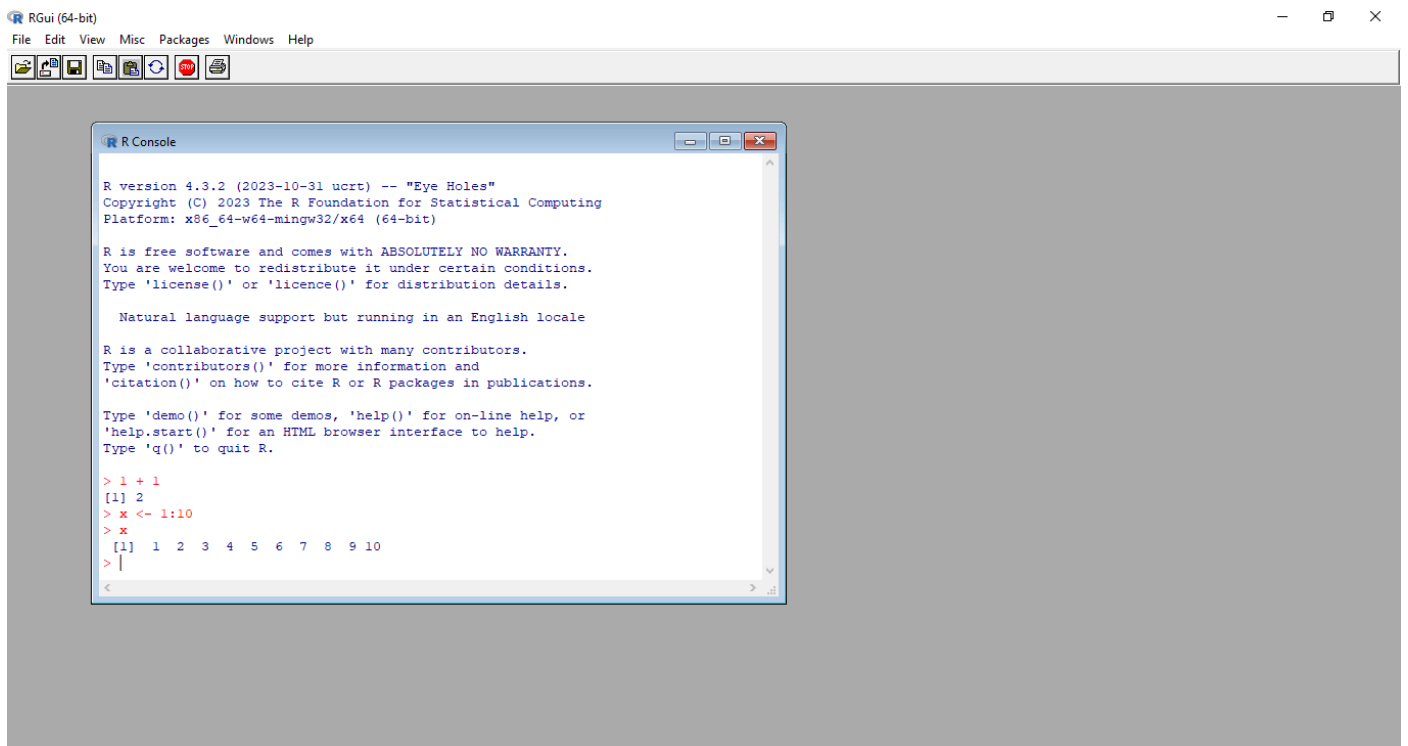 RGui (64-bit)
File Edit View Misc Packages Windows Help
STOP
R Console
R version 4.3.2 (2023-10-31 ucrt) -- "Eye Holes"
Copyright (C) 2023 The R Foundation for Statistical Computing
Platform: x86_64-w64-mingw32/x64 (64-bit)
R is free software and comes with ABSOLUTELY NO WARRANTY.
You are welcome to redistribute it under certain conditions.
Type 'license()' or 'licence()' for distribution details.
  Natural language support but running in an English locale
R is a collaborative project with many contributors.
Type 'contributors()' for more information and
'citation()' on how to cite R or R packages in publications.
Type 'demo()' for some demos, 'help()' for on-line help, or
'help.start()' for an HTML browser interface to help.
Type 'q()' to quit R.
> 1 + 1
[1] 2
> x <- 1:10
> x
 [1]  1  2  3  4  5  6  7  8  9 10
>